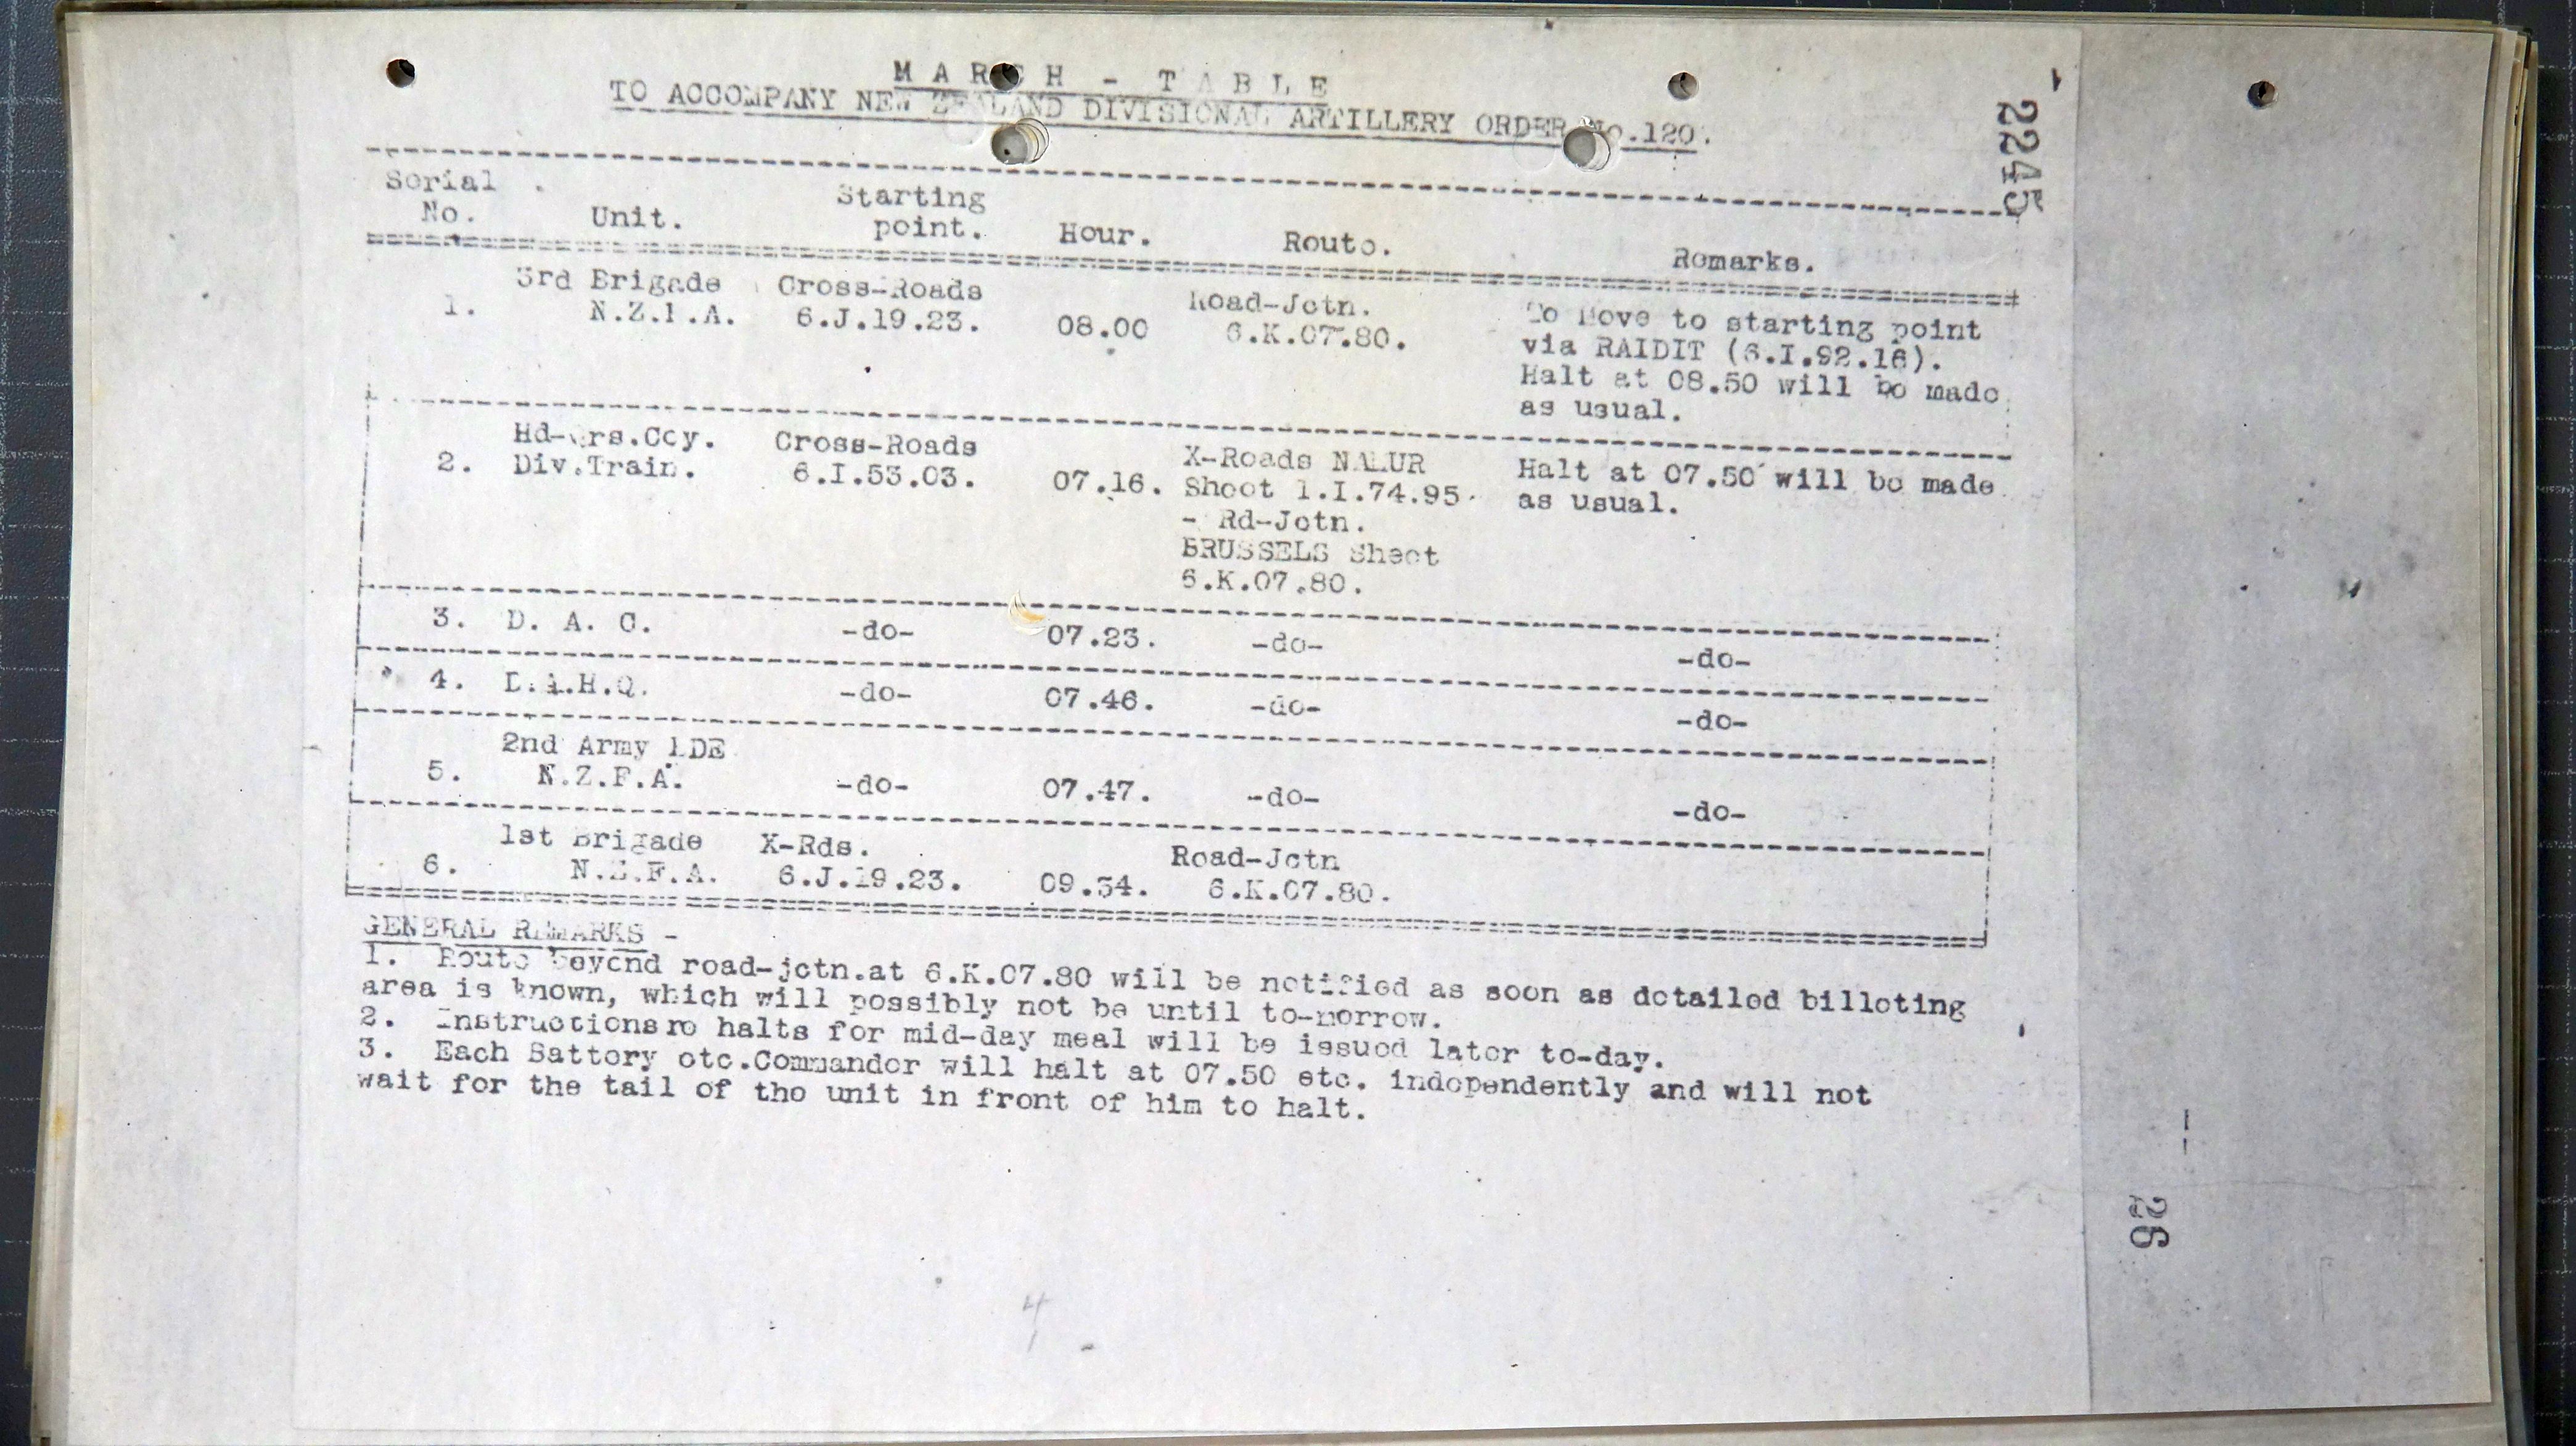 MARCH - TABLE
TO ACCOMPANY NEW ZEALAND DIVISIONAL ARTILLERY ORDER No.120.
2245
Serial No. Unit. Starting point. Hour. Route. Remarks.
1. 3rd Brigade N.Z.F.A. Cross-Roads 6.J.19.23. 08.00 Road-Jctn. 6.K.07.80. To Move to starting point
via RAIDIT (6.I.92.16).
Halt at 08.50 will be made
as usual.
2. Hd-Qrs.Coy. Div.Train. Cross-Roads 6.I.53.03. 07.16. X-Roads NAMUR
Sheet 1.I.74.95.
- Rd-Jctn.
BRUSSELS Sheet
6.K.07.80.
Halt at 07.50 will be made
as usual.
3. D. A. C. -do- 07.23. -do- -do-
4. D.A.H.Q. -do- 07.46. -do- -do-
5. 2nd Army BDE N.Z.F.A. -do- 07.47. -do- -do-
6. 1st Brigade N.Z.F.A. X-Rds. 6.J.19.23. 09.34. Road-Jctn 6.K.07.80.
GENERAL REMARKS -
1. Route beyond road-jctn.at 6.K.07.80 will be notified as soon as detailed billeting
area is known, which will possibly not be until to-morrow.
2. Instructions re halts for mid-day meal will be issued later to-day.
3. Each Battery etc.Commander will halt at 07.50 etc. independently and will not
wait for the tail of the unit in front of him to halt.
4
26